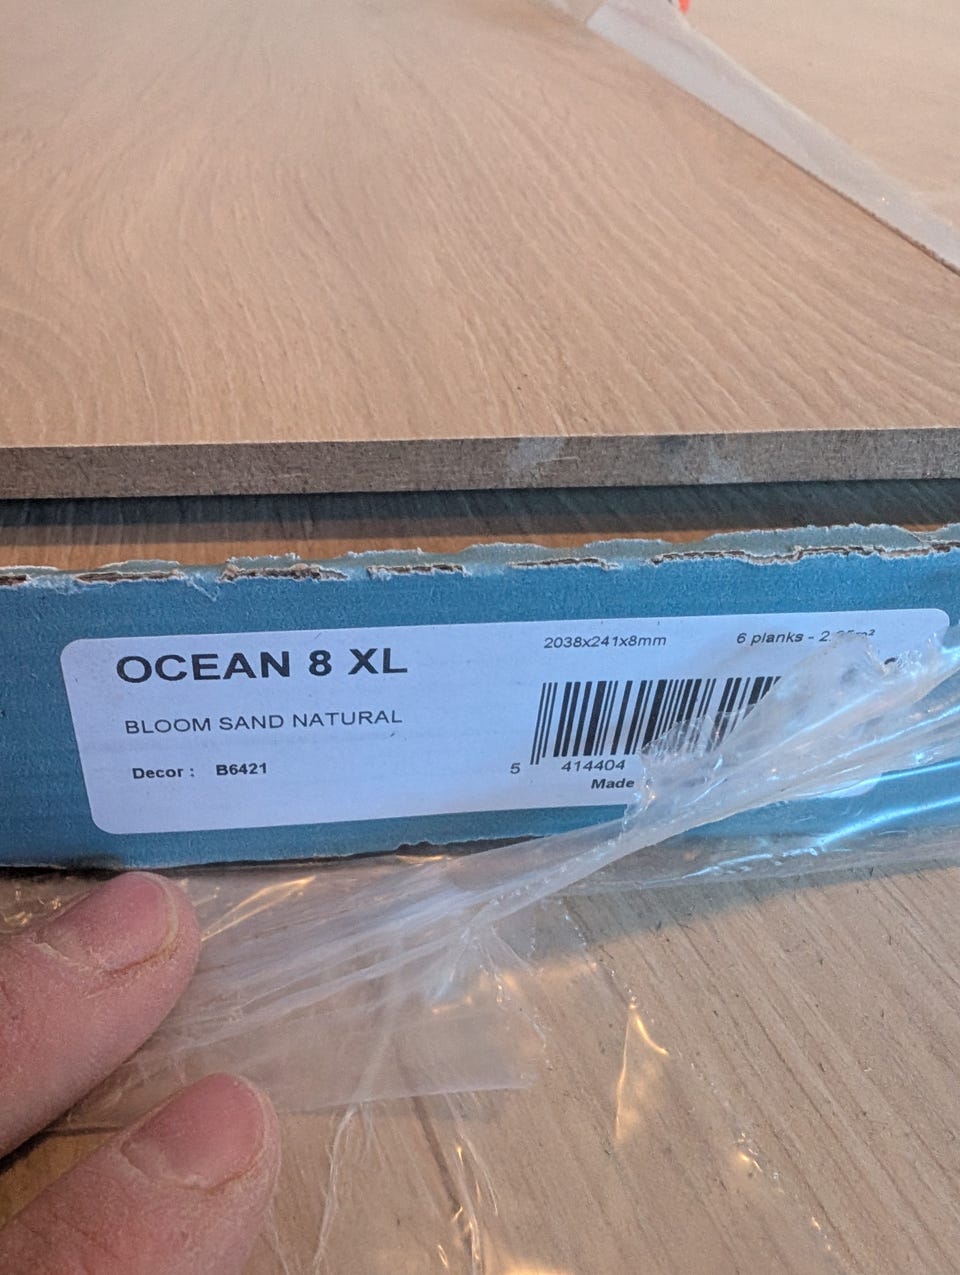 OCEAN 8 XL
2038x241x8mm
6 planks -
BLOOM SAND NATURAL
Decor : B6421
5 414404
Made